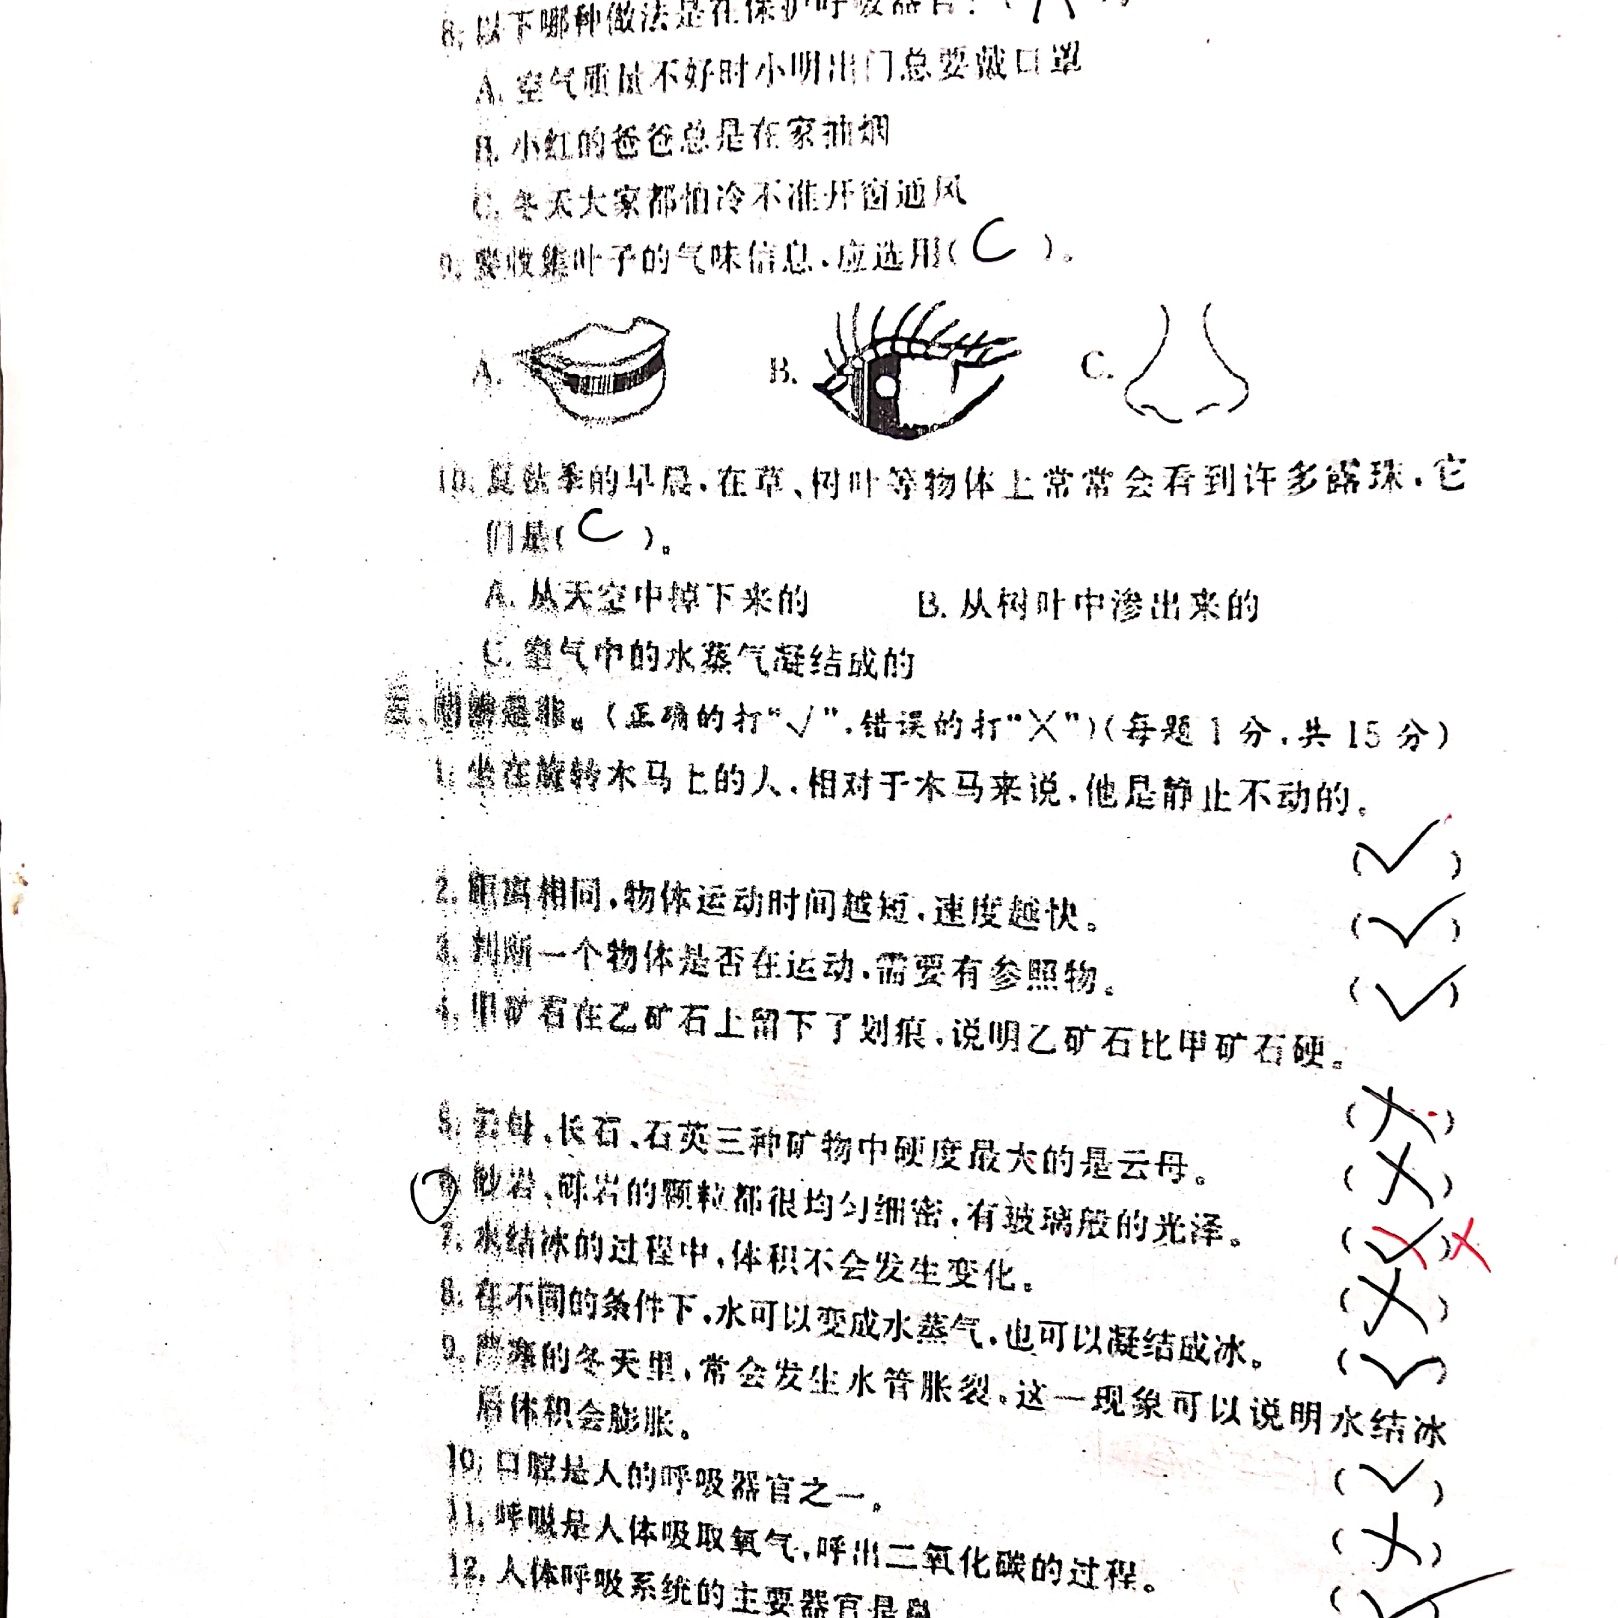 8. 以下哪种做法是在保护呼吸器官?( A )
A. 空气质量不好时小明出门总要戴口罩
B. 小红的爸爸总是在家抽烟
C. 冬天大家都怕冷不准开窗通风
9. 要收集叶子的气味信息,应选用( C )。
A. B. C.
10. 夏秋季的早晨,在草、树叶等物体上常常会看到许多露珠,它
们是( C )。
A. 从天空中掉下来的 B. 从树叶中渗出来的
C. 空气中的水蒸气凝结成的
三、明辨是非。(正确的打“√”,错误的打“X”)(每题1分,共15分)
1. 坐在旋转木马上的人,相对于木马来说,他是静止不动的。
(√)
2. 距离相同,物体运动时间越短,速度越快。 (√)
3. 判断一个物体是否在运动,需要有参照物。 (√)
4. 甲矿石在乙矿石上留下了划痕,说明乙矿石比甲矿石硬。
(X)
5. 云母、长石、石英三种矿物中硬度最大的是云母。 (X)
6. 砂岩、砾岩的颗粒都很均匀细密,有玻璃般的光泽。 (√) X
7. 水结冰的过程中,体积不会发生变化。 (X)
8. 在不同的条件下,水可以变成水蒸气,也可以凝结成冰。 (√)
9. 严寒的冬天里,常会发生水管胀裂。这一现象可以说明水结冰
后体积会膨胀。 (√)
10. 口腔是人的呼吸器官之一。 (X)
11. 呼吸是人体吸取氧气,呼出二氧化碳的过程。 (√)
12. 人体呼吸系统的主要器官是鼻